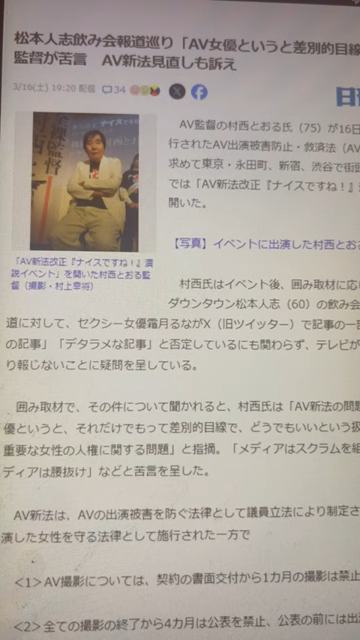 松本人志飲み会報道巡り「AV女優というと差別的目線
監督が苦言 AV新法見直しも訴え
3/16(土) 19:20 配信 34
日
AV監督の村西とおる氏（75）が16日
行されたAV出演被害防止・救済法（AV
求めて東京・永田町、新宿、渋谷で街頭
では「AV新法改正『ナイスですね！』
開いた。
「AV新法改正『ナイスですね！』演
説イベント」を開いた村西とおる監
督（撮影・村上幸将）
【写真】イベントに出演した村西とお
村西氏はイベント後、囲み取材に応
ダウンタウン松本人志（60）の飲み会
道に対して、セクシー女優霜月るながX（旧ツイッター）で記事の一
の記事」「デタラメな記事」と否定しているにも関わらず、テレビが
り報じないことに疑問を呈している。
囲み取材で、その件について聞かれると、村西氏は「AV新法の問題
優というと、それだけでもって差別的目線で、どうでもいいという扱
重要な女性の人権に関する問題」と指摘。「メディアはスクラムを組
ディアは腰抜け」などと苦言を呈した。
AV新法は、AVの出演被害を防ぐ法律として議員立法により制定さ
演した女性を守る法律として施行された一方で
＜1＞AV撮影については、契約の書面交付から1カ月の撮影は禁止
＜2＞全ての撮影の終了から4カ月は公表を禁止、公表の前には出